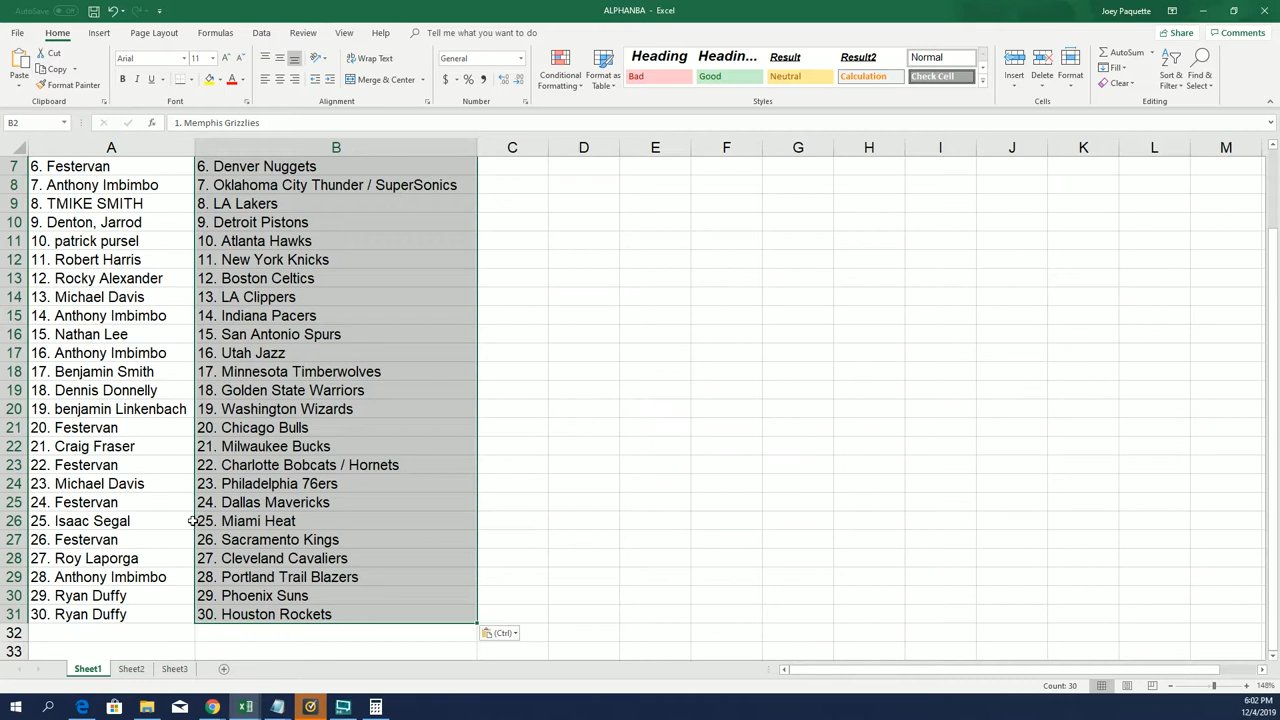 AutoSave Off
ALPHANBA - Excel
Joey Paquette
File Home Insert Page Layout Formulas Data Review View Help Tell me what you want to do Share Comments
Paste Cut Copy Format Painter Clipboard
Arial 11 A A B I U A Font
Wrap Text Merge & Center Alignment
General $ % , Number
Conditional Formatting Format as Table
Heading Headin... Result Result2 Normal
Bad Good Neutral Calculation Check Cell
Styles
Insert Delete Format Cells
AutoSum Fill Clear Sort & Filter Find & Select Editing
B2 fx 1. Memphis Grizzlies
A B C D E F G H I J K L M
7 6. Festervan 6. Denver Nuggets
8 7. Anthony Imbimbo 7. Oklahoma City Thunder / SuperSonics
9 8. TMIKE SMITH 8. LA Lakers
10 9. Denton, Jarrod 9. Detroit Pistons
11 10. patrick pursel 10. Atlanta Hawks
12 11. Robert Harris 11. New York Knicks
13 12. Rocky Alexander 12. Boston Celtics
14 13. Michael Davis 13. LA Clippers
15 14. Anthony Imbimbo 14. Indiana Pacers
16 15. Nathan Lee 15. San Antonio Spurs
17 16. Anthony Imbimbo 16. Utah Jazz
18 17. Benjamin Smith 17. Minnesota Timberwolves
19 18. Dennis Donnelly 18. Golden State Warriors
20 19. benjamin Linkenbach 19. Washington Wizards
21 20. Festervan 20. Chicago Bulls
22 21. Craig Fraser 21. Milwaukee Bucks
23 22. Festervan 22. Charlotte Bobcats / Hornets
24 23. Michael Davis 23. Philadelphia 76ers
25 24. Festervan 24. Dallas Mavericks
26 25. Isaac Segal 25. Miami Heat
27 26. Festervan 26. Sacramento Kings
28 27. Roy Laporga 27. Cleveland Cavaliers
29 28. Anthony Imbimbo 28. Portland Trail Blazers
30 29. Ryan Duffy 29. Phoenix Suns
31 30. Ryan Duffy 30. Houston Rockets
32 (Ctrl)
33
Sheet1 Sheet2 Sheet3
Count: 30 148%
6:02 PM
12/4/2019